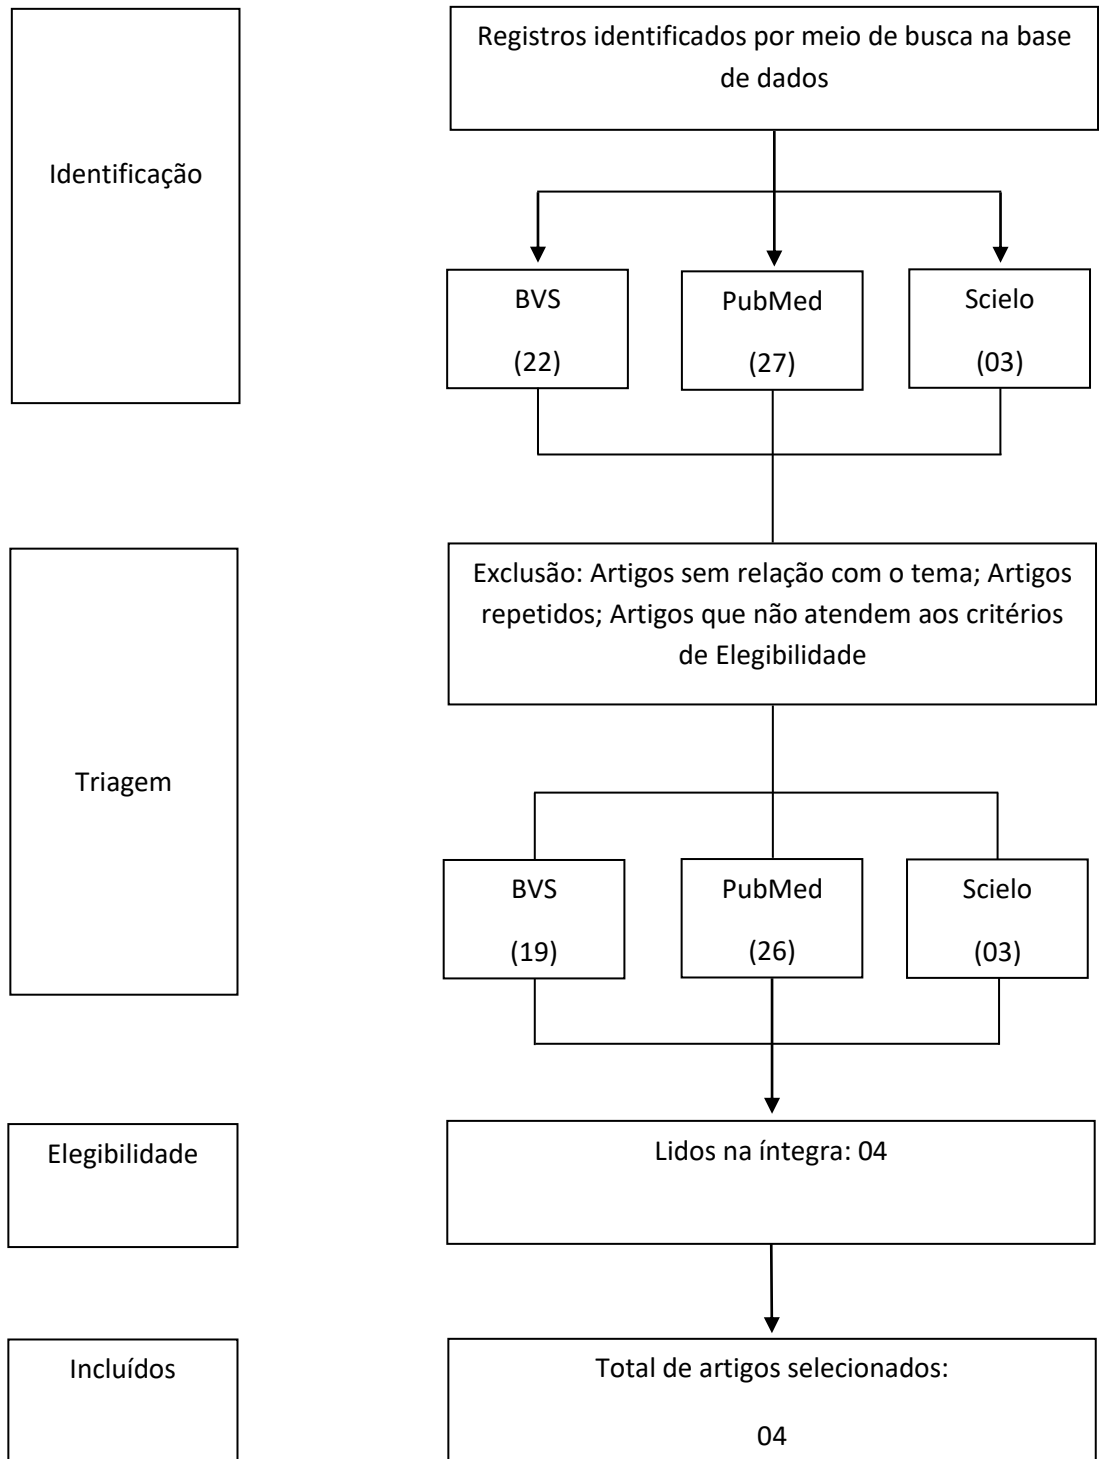 Identificação
Registros identificados por meio de busca na base
de dados
BVS
(22)
PubMed
(27)
Scielo
(03)
Triagem
Exclusão: Artigos sem relação com o tema; Artigos
repetidos; Artigos que não atendem aos critérios
de Elegibilidade
BVS
(19)
PubMed
(26)
Scielo
(03)
Elegibilidade
Lidos na íntegra: 04
Incluídos
Total de artigos selecionados:
04